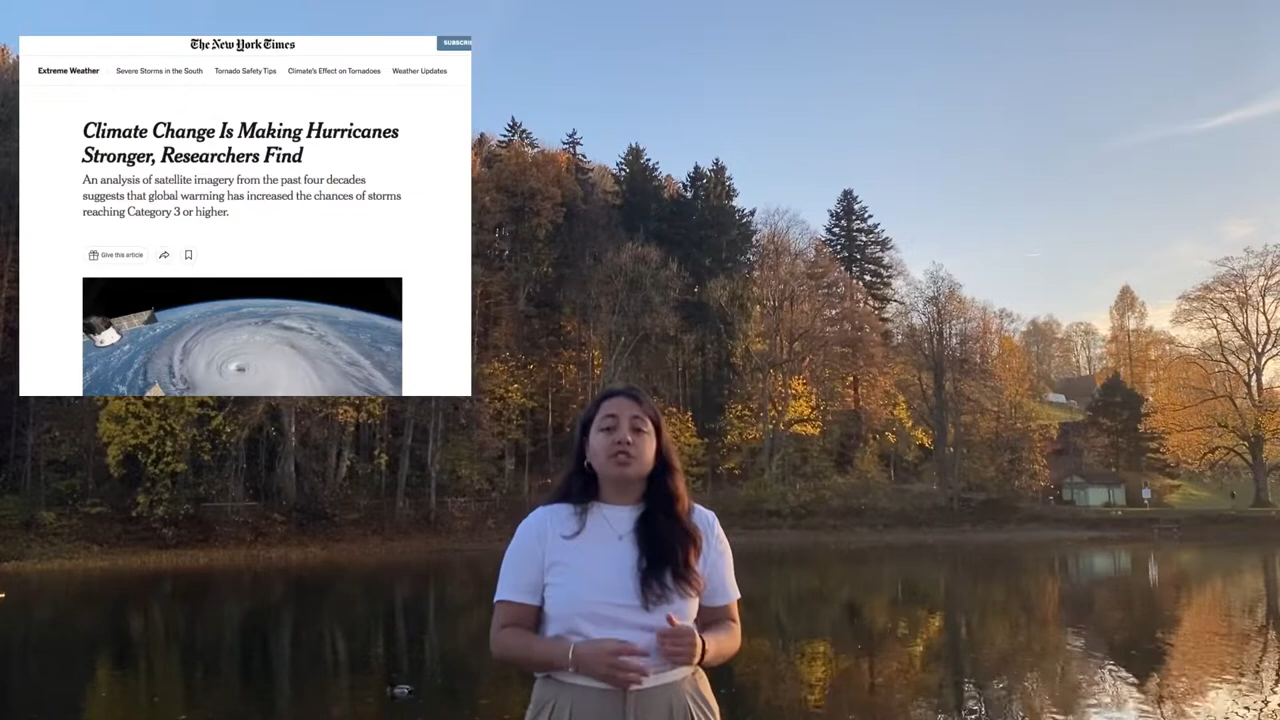 The New York Times
Extreme Weather Severe Storms in the South Tornado Safety Tips Climate's Effect on Tornadoes Weather Updates
Climate Change Is Making Hurricanes
Stronger, Researchers Find
An analysis of satellite imagery from the past four decades
suggests that global warming has increased the chances of storms
reaching Category 3 or higher.
Give this article